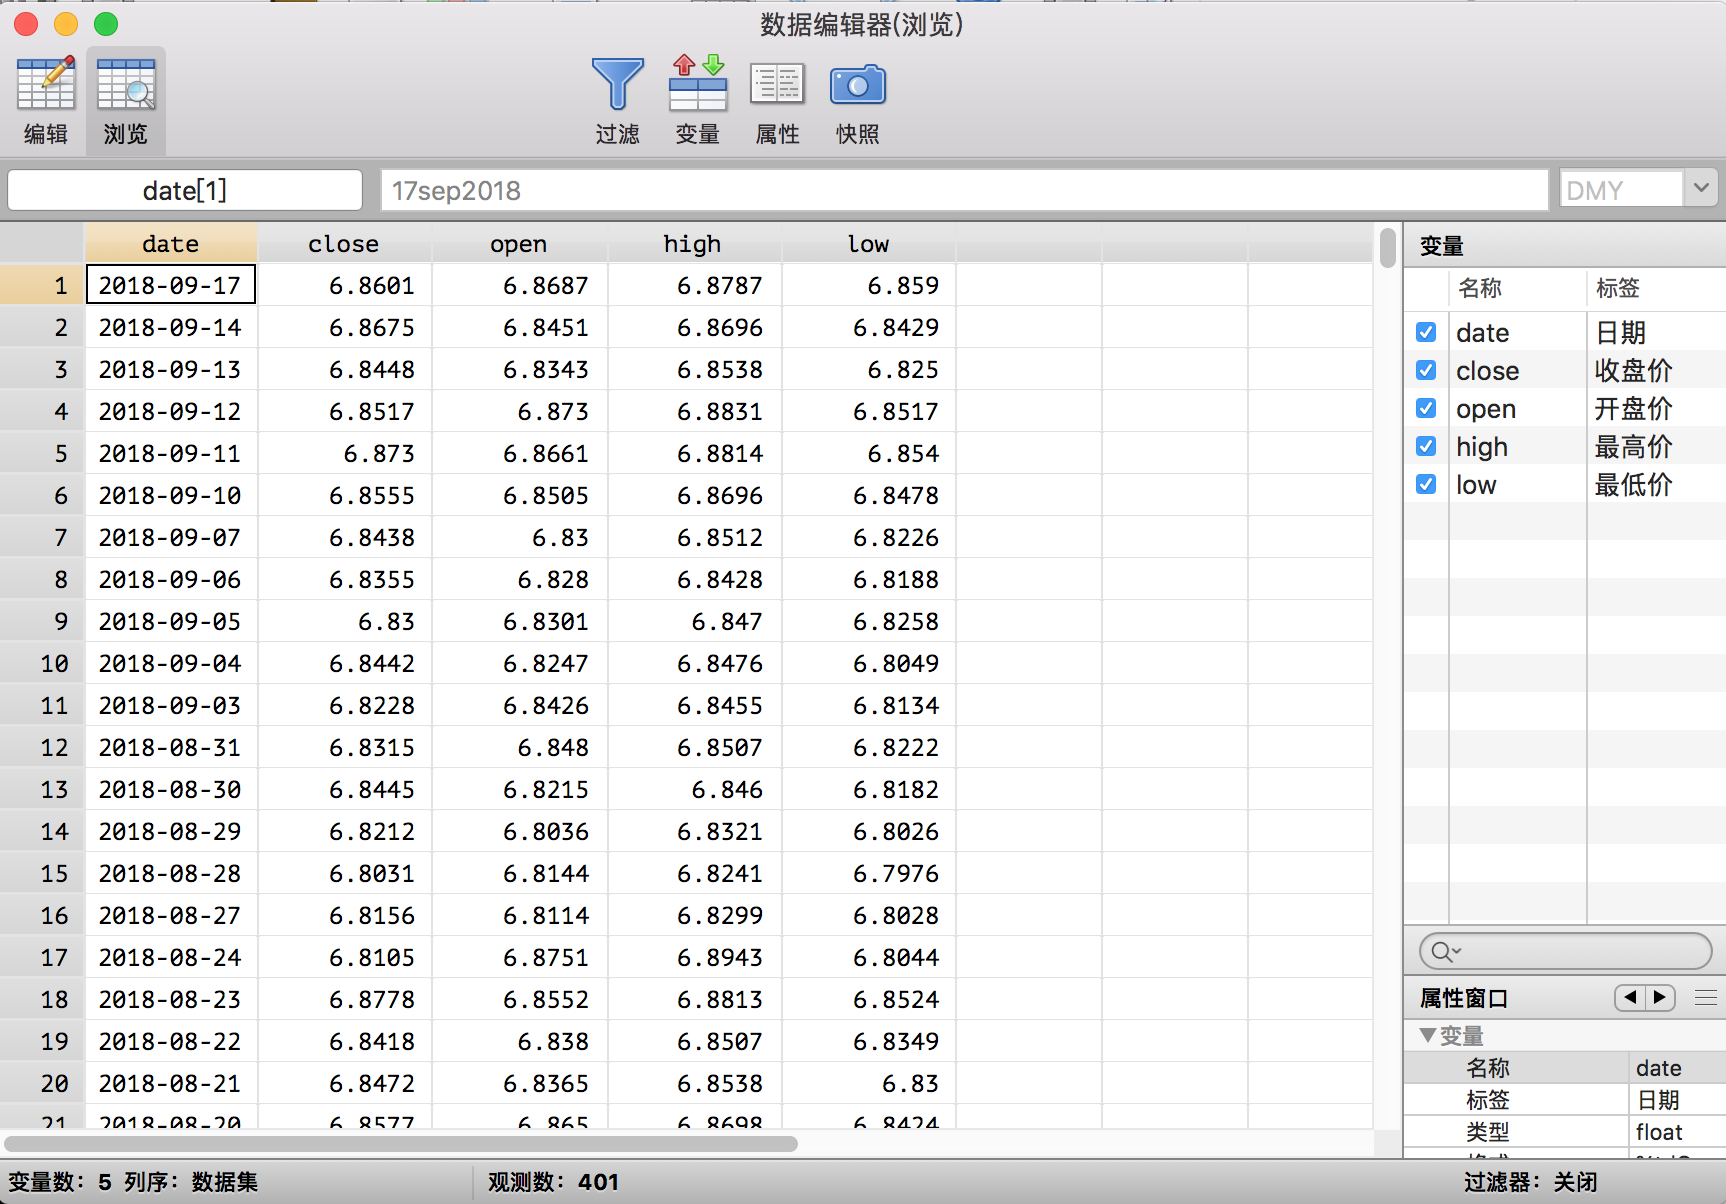 数据编辑器(浏览)
编辑 浏览 过滤 变量 属性 快照
date[1] 17sep2018 DMY
date close open high low
1 2018-09-17 6.8601 6.8687 6.8787 6.859
2 2018-09-14 6.8675 6.8451 6.8696 6.8429
3 2018-09-13 6.8448 6.8343 6.8538 6.825
4 2018-09-12 6.8517 6.873 6.8831 6.8517
5 2018-09-11 6.873 6.8661 6.8814 6.854
6 2018-09-10 6.8555 6.8505 6.8696 6.8478
7 2018-09-07 6.8438 6.83 6.8512 6.8226
8 2018-09-06 6.8355 6.828 6.8428 6.8188
9 2018-09-05 6.83 6.8301 6.847 6.8258
10 2018-09-04 6.8442 6.8247 6.8476 6.8049
11 2018-09-03 6.8228 6.8426 6.8455 6.8134
12 2018-08-31 6.8315 6.848 6.8507 6.8222
13 2018-08-30 6.8445 6.8215 6.846 6.8182
14 2018-08-29 6.8212 6.8036 6.8321 6.8026
15 2018-08-28 6.8031 6.8144 6.8241 6.7976
16 2018-08-27 6.8156 6.8114 6.8299 6.8028
17 2018-08-24 6.8105 6.8751 6.8943 6.8044
18 2018-08-23 6.8778 6.8552 6.8813 6.8524
19 2018-08-22 6.8418 6.838 6.8507 6.8349
20 2018-08-21 6.8472 6.8365 6.8538 6.83
21 2018-08-20 6.8577 6.865 6.8698 6.8424
变量
名称 标签
date 日期
close 收盘价
open 开盘价
high 最高价
low 最低价
属性窗口
变量
名称 date
标签 日期
类型 float
变量数: 5 列序: 数据集 观测数: 401 过滤器: 关闭